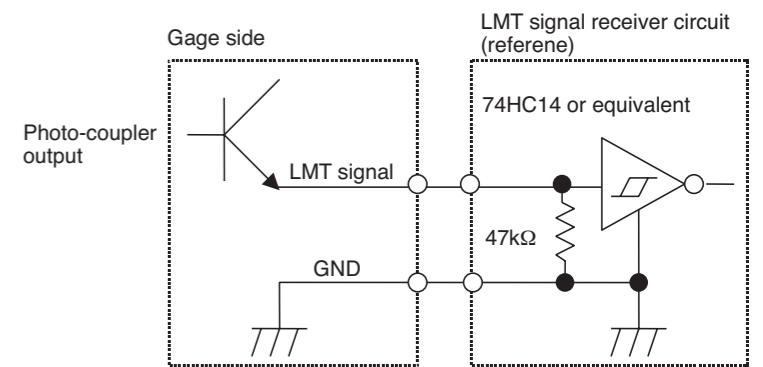 Gage side
LMT signal receiver circuit
(referene)
74HC14 or equivalent
Photo-coupler
output
LMT signal
47kΩ
GND